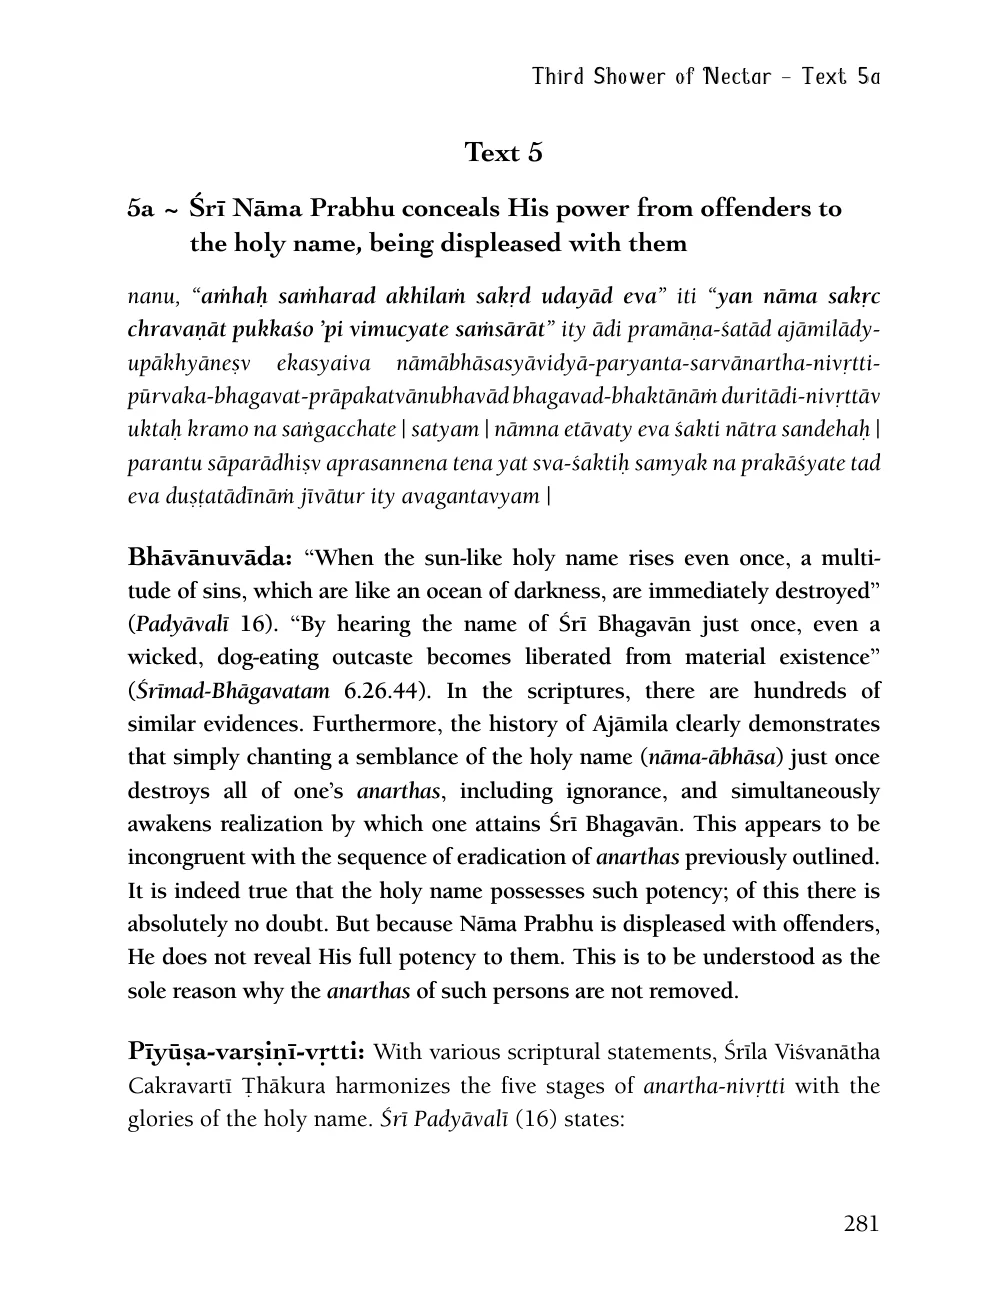 Third Shower of Nectar – Text 5a
Text 5
5a ~ Śrī Nāma Prabhu conceals His power from offenders to
the holy name, being displeased with them
nanu, “aṁhaḥ saṁharad akhilaṁ sakṛd udayād eva” iti “yan nāma sakṛc
chravaṇāt pukkaśo ’pi vimucyate saṁsārāt” ity ādi pramāṇa-śatād ajāmilādy-
upākhyāneṣv ekasyaiva nāmābhāsasyāvidyā-paryanta-sarvānartha-nivṛtti-
pūrvaka-bhagavat-prāpakatvānubhavād bhagavad-bhaktānāṁ duritādi-nivṛttāv
uktaḥ kramo na saṅgacchate | satyam | nāmna etāvaty eva śakti nātra sandehaḥ |
parantu sāparādhiṣv aprasannena tena yat sva-śaktiḥ samyak na prakāśyate tad
eva duṣṭatādīnāṁ jīvātur ity avagantavyam |
Bhāvānuvāda: “When the sun-like holy name rises even once, a multi-
tude of sins, which are like an ocean of darkness, are immediately destroyed”
(Padyāvalī 16). “By hearing the name of Śrī Bhagavān just once, even a
wicked, dog-eating outcaste becomes liberated from material existence”
(Śrīmad-Bhāgavatam 6.26.44). In the scriptures, there are hundreds of
similar evidences. Furthermore, the history of Ajāmila clearly demonstrates
that simply chanting a semblance of the holy name (nāma-ābhāsa) just once
destroys all of one’s anarthas, including ignorance, and simultaneously
awakens realization by which one attains Śrī Bhagavān. This appears to be
incongruent with the sequence of eradication of anarthas previously outlined.
It is indeed true that the holy name possesses such potency; of this there is
absolutely no doubt. But because Nāma Prabhu is displeased with offenders,
He does not reveal His full potency to them. This is to be understood as the
sole reason why the anarthas of such persons are not removed.
Pīyūṣa-varṣiṇī-vṛtti: With various scriptural statements, Śrīla Viśvanātha
Cakravartī Ṭhākura harmonizes the five stages of anartha-nivṛtti with the
glories of the holy name. Śrī Padyāvalī (16) states:
281